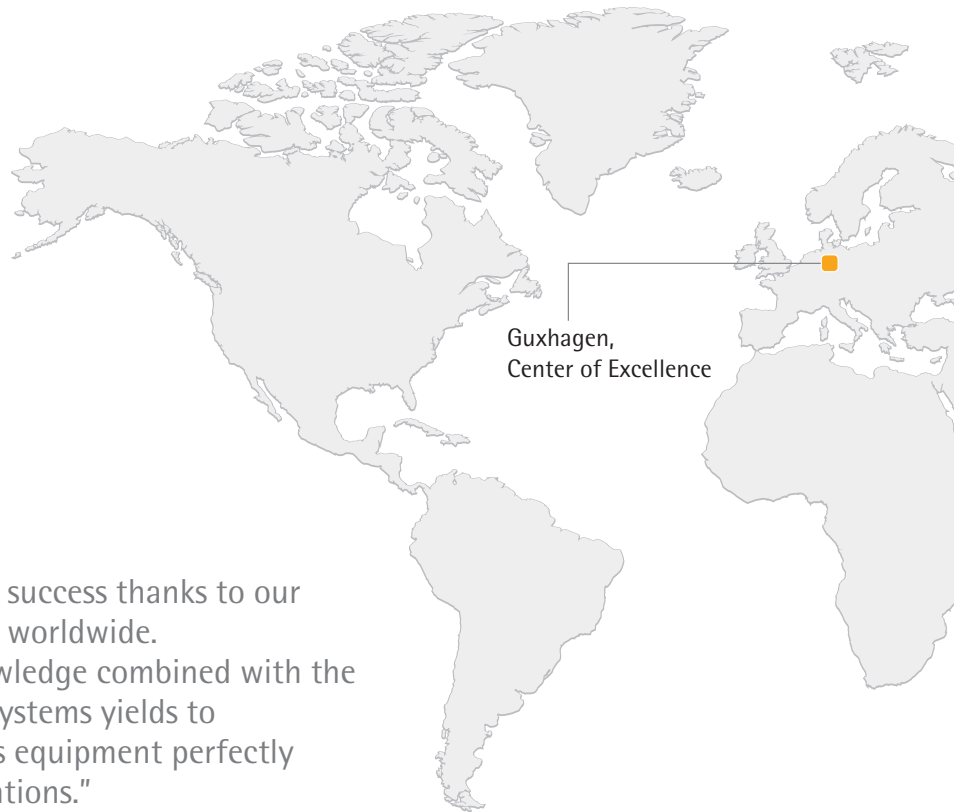 Guxhagen,
Center of Excellence
success thanks to our
worldwide.
wledge combined with the
ystems yields to
s equipment perfectly
tions."